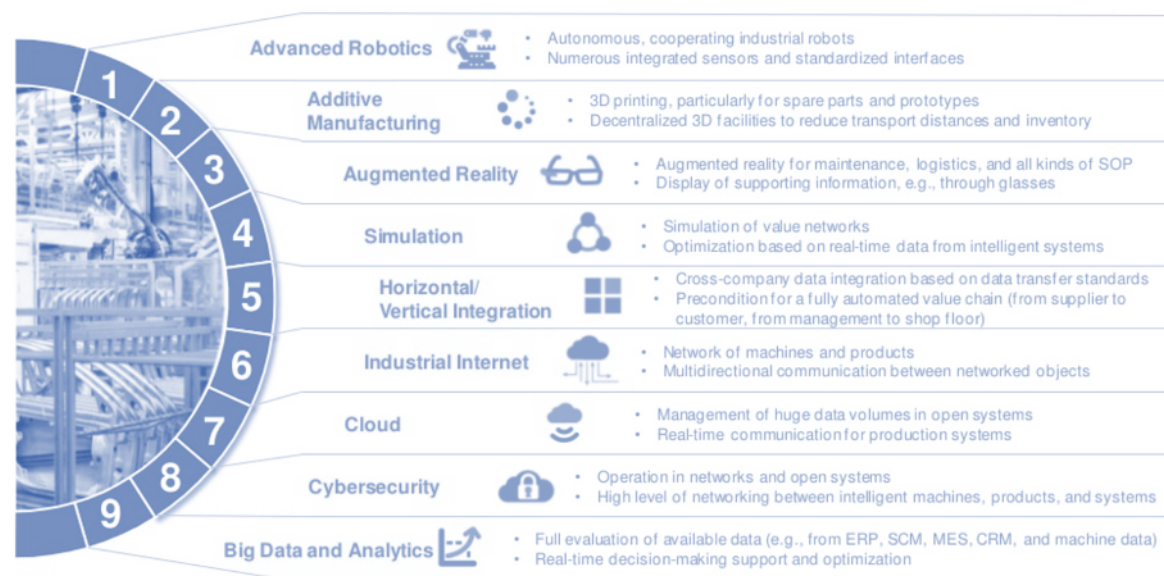 1
Advanced Robotics
• Autonomous, cooperating industrial robots
• Numerous integrated sensors and standardized interfaces
2
Additive
Manufacturing
• 3D printing, particularly for spare parts and prototypes
• Decentralized 3D facilities to reduce transport distances and inventory
3
Augmented Reality
• Augmented reality for maintenance, logistics, and all kinds of SOP
• Display of supporting information, e.g., through glasses
4
Simulation
• Simulation of value networks
• Optimization based on real-time data from intelligent systems
5
Horizontal/
Vertical Integration
• Cross-company data integration based on data transfer standards
• Precondition for a fully automated value chain (from supplier to
customer, from management to shop floor)
6
Industrial Internet
• Network of machines and products
• Multidirectional communication between networked objects
7
Cloud
• Management of huge data volumes in open systems
• Real-time communication for production systems
8
Cybersecurity
• Operation in networks and open systems
• High level of networking between intelligent machines, products, and systems
9
Big Data and Analytics
• Full evaluation of available data (e.g., from ERP, SCM, MES, CRM, and machine data)
• Real-time decision-making support and optimization